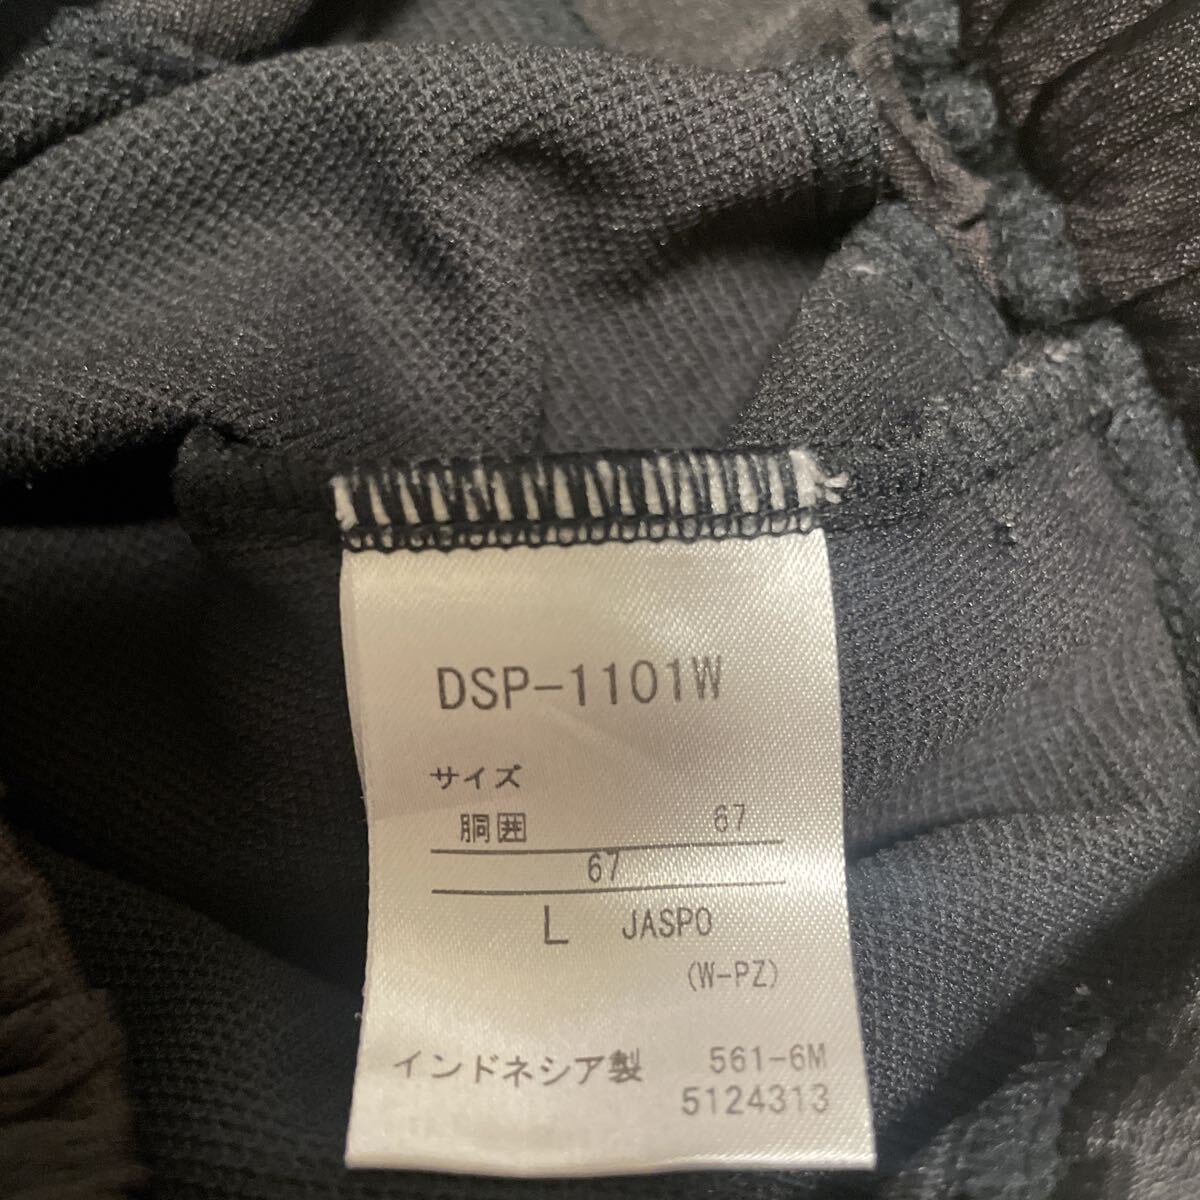 DSP-1101W
サイズ
胴囲 67
67
L JASPO
(W-PZ)
インドネシア製 561-6M
5124313